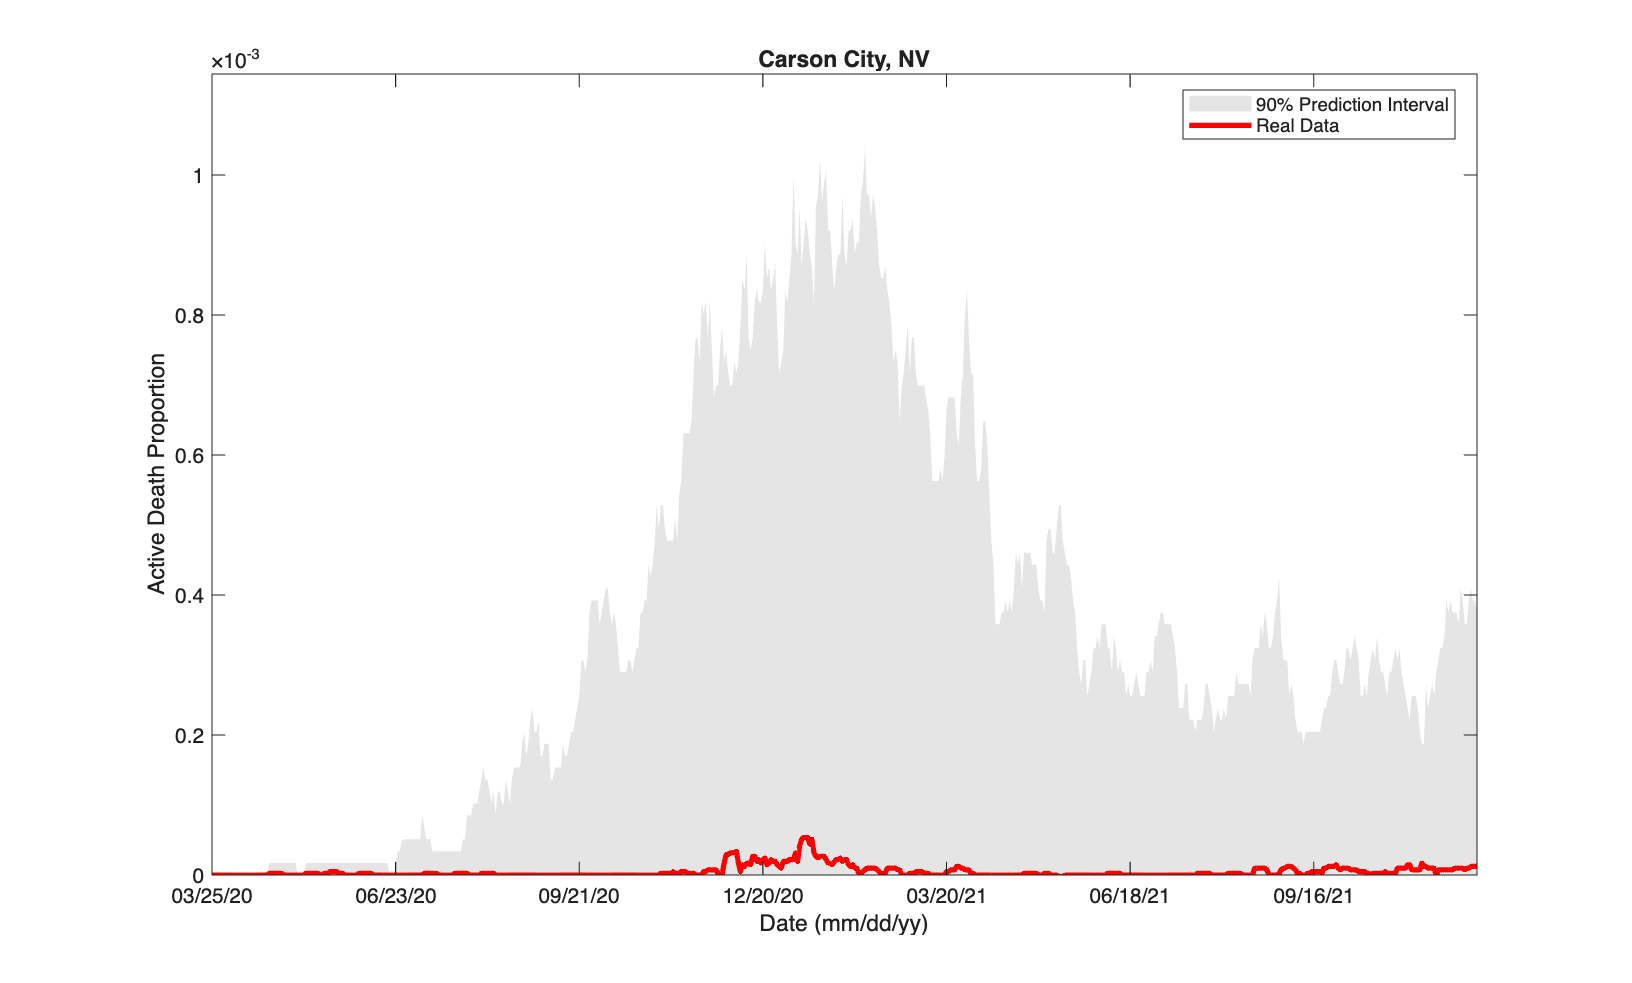 Carson City, NV
×10-3
90% Prediction Interval
Real Data
Active Death Proportion
1
0.8
0.6
0.4
0.2
0
03/25/20 06/23/20 09/21/20 12/20/20 03/20/21 06/18/21 09/16/21
Date (mm/dd/yy)